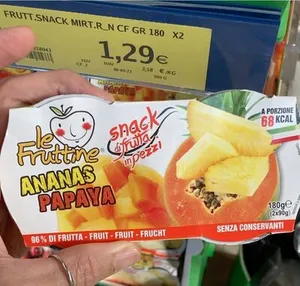 FRUTT.SNACK MIRT.R_N CF GR 180 X2
1,29€
le
Fruttine
snack
di frutta
in pezzi
ANANAS
PAPAYA
A PORZIONE
68 KCAL
180g e
(2x90g)
96% DI FRUTTA - FRUIT - FRUIT - FRUCHT
SENZA CONSERVANTI